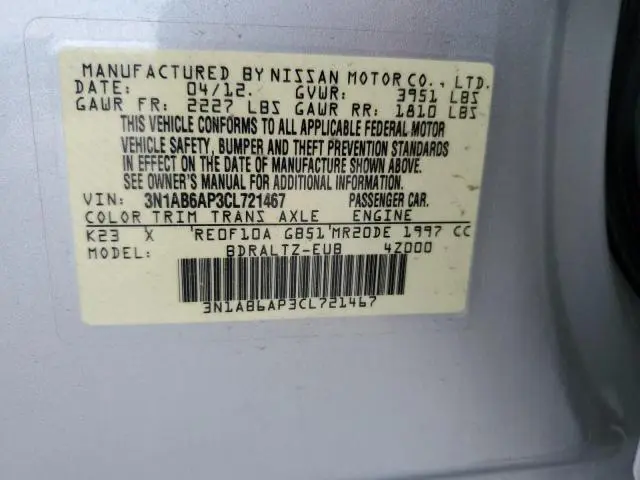 MANUFACTURED BY NISSAN MOTOR CO., LTD.
DATE: 04/12. GVWR: 3951 LBS
GAWR FR: 2227 LBS GAWR RR: 1810 LBS
THIS VEHICLE CONFORMS TO ALL APPLICABLE FEDERAL MOTOR
VEHICLE SAFETY, BUMPER AND THEFT PREVENTION STANDARDS
IN EFFECT ON THE DATE OF MANUFACTURE SHOWN ABOVE.
SEE OWNER'S MANUAL FOR ADDITIONAL INFORMATION
VIN: 3N1AB6AP3CL721467 PASSENGER CAR.
COLOR TRIM TRANS AXLE ENGINE
K23 X RE0F10A GB51 MR20DE 1997 CC
MODEL: BDRALTZ-EUB 4Z000
3N1AB6AP3CL721467